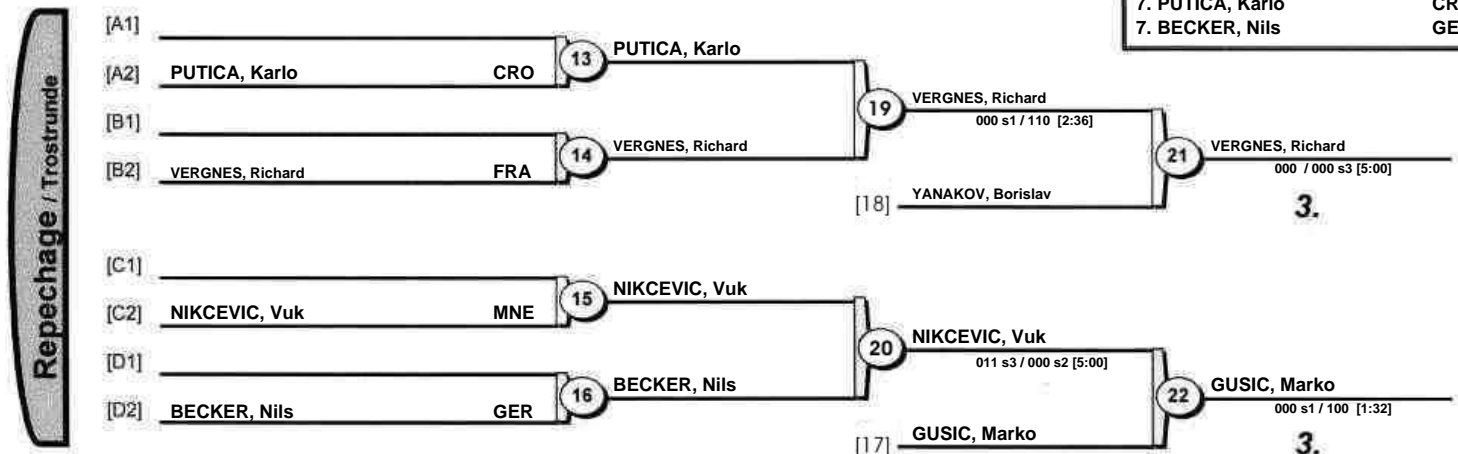 7. PUTICA, Karlo CR
7. BECKER, Nils GE
Repechage / Trostrunde
[A1]
[A2] PUTICA, Karlo CRO
13 PUTICA, Karlo
[B1]
[B2] VERGNES, Richard FRA
14 VERGNES, Richard
19 VERGNES, Richard
000 s1 / 110 [2:36]
[18] YANAKOV, Borislav
21 VERGNES, Richard
000 / 000 s3 [5:00]
3.
[C1]
[C2] NIKCEVIC, Vuk MNE
15 NIKCEVIC, Vuk
[D1]
[D2] BECKER, Nils GER
16 BECKER, Nils
20 NIKCEVIC, Vuk
011 s3 / 000 s2 [5:00]
[17] GUSIC, Marko
22 GUSIC, Marko
000 s1 / 100 [1:32]
3.